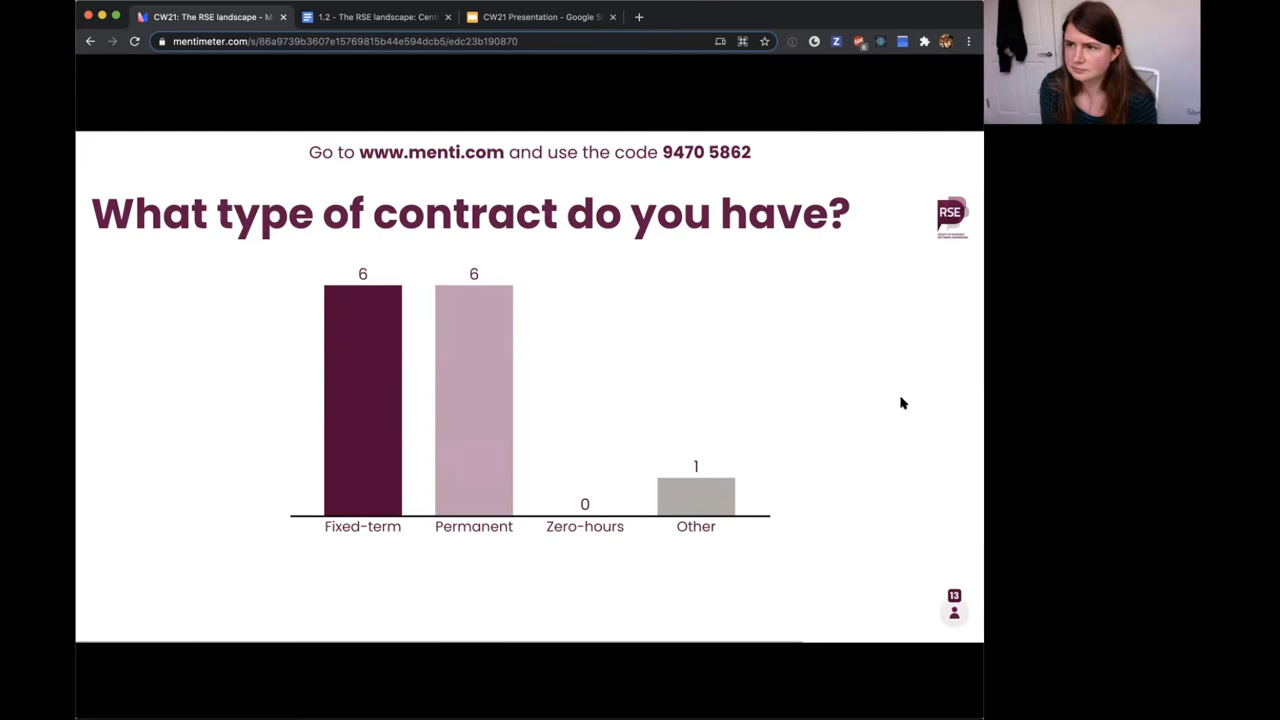 CW21: The RSE landscape - M
1.2 - The RSE landscape: Cent
CW21 Presentation - Google S
mentimeter.com/s/86a9739b3607e15769815b44e594dcb5/edc23b190870
Go to www.menti.com and use the code 9470 5862
What type of contract do you have?
RSE
6
6
0
1
Fixed-term
Permanent
Zero-hours
Other
13